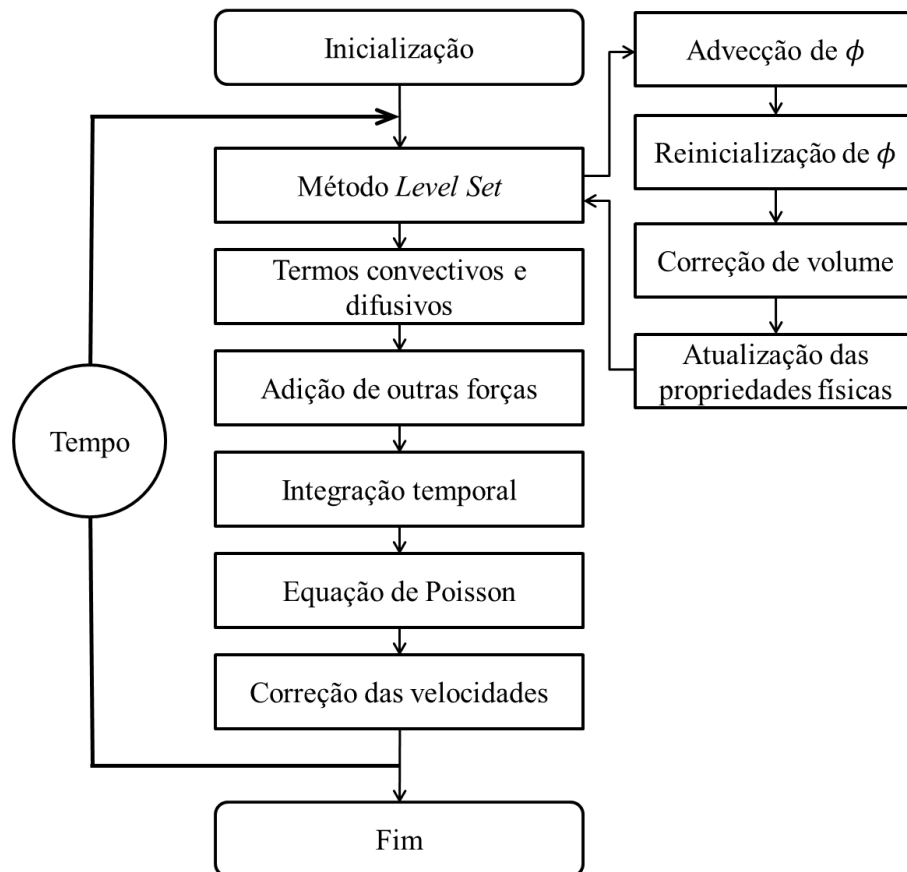 Inicialização
Método Level Set
Termos convectivos e
difusivos
Adição de outras forças
Integração temporal
Equação de Poisson
Correção das velocidades
Fim
Tempo
Advecção de ϕ
Reinicialização de ϕ
Correção de volume
Atualização das
propriedades físicas